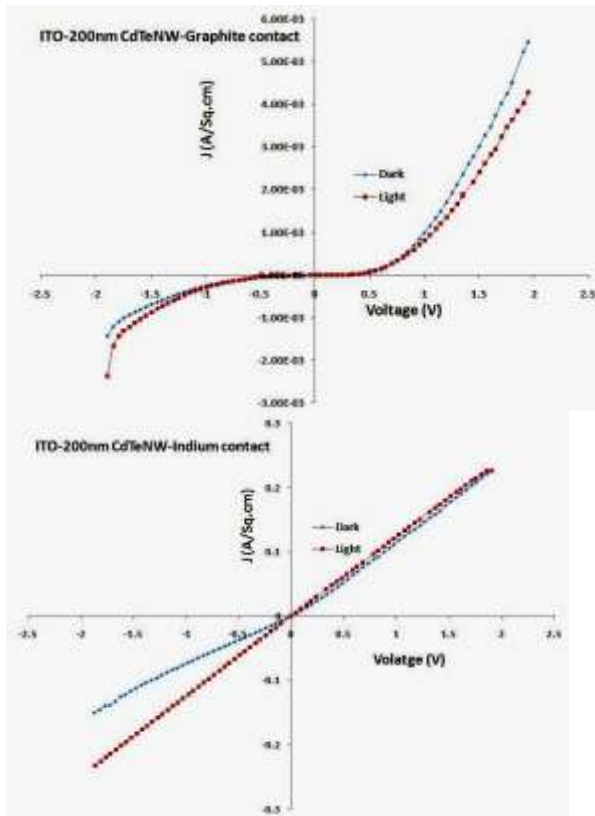 6.00E-03
ITO-200nm CdTeNW-Graphite contact
5.00E-03
J (A/Sq.cm)
4.00E-03
3.00E-03
Dark
2.00E-03
Light
1.00E-03
-2.5 -2 -1.5 -1 -0.5 0 0.5 1 1.5 2 2.5
Voltage (V)
-1.00E-03
-2.00E-03
-3.00E-03
0.3
ITO-200nm CdTeNW-Indium contact
0.2
J (A/Sq.cm)
Dark
Light
0.1
0
-2.5 -2 -1.5 -1 -0.5 0 0.5 1 1.5 2 2.5
Volatge (V)
-0.1
-0.2
-0.3